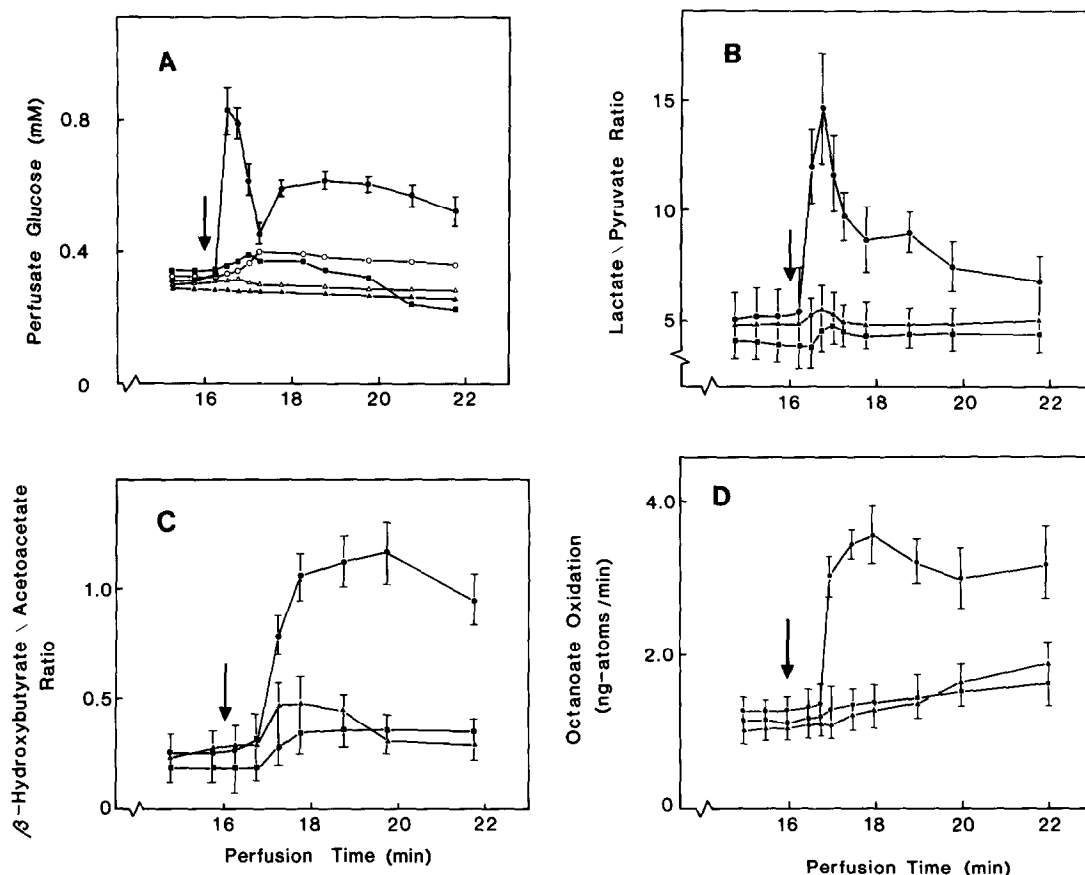 A
Perfusate Glucose (mM)
0.8
0.4
0
16
18
20
22
B
Lactate \ Pyruvate Ratio
15
10
5
16
18
20
22
C
β-Hydroxybutyrate \ Acetoacetate
Ratio
1.0
0.5
0
16
18
20
22
Perfusion Time (min)
D
Octanoate Oxidation
(ng-atoms/min)
4.0
2.0
0
16
18
20
22
Perfusion Time (min)